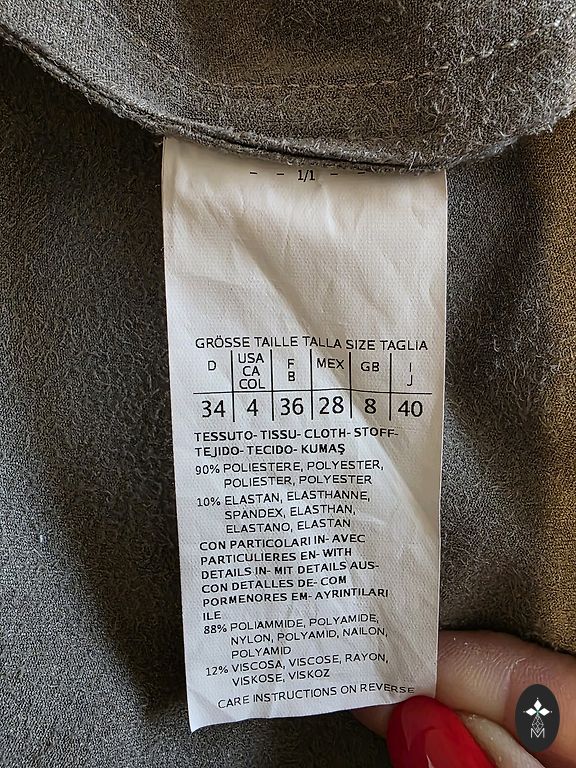 - - 1/1 - -
GRÖSSE TAILLE TALLA SIZE TAGLIA
D | USA CA COL | F B | MEX | GB | I J
34 | 4 | 36 | 28 | 8 | 40
TESSUTO- TISSU- CLOTH- STOFF-
TEJIDO- TECIDO- KUMAŞ
90% POLIESTERE, POLYESTER,
POLIESTER, POLYESTER
10% ELASTAN, ELASTHANNE,
SPANDEX, ELASTHAN,
ELASTANO, ELASTAN
CON PARTICOLARI IN- AVEC
PARTICULIERES EN- WITH
DETAILS IN- MIT DETAILS AUS-
CON DETALLES DE- COM
PORMENORES EM- AYRINTILARI
ILE
88% POLIAMMIDE, POLYAMIDE,
NYLON, POLYAMID, NAILON,
POLYAMID
12% VISCOSA, VISCOSE, RAYON,
VISKOSE, VISKOZ
CARE INSTRUCTIONS ON REVERSE
M